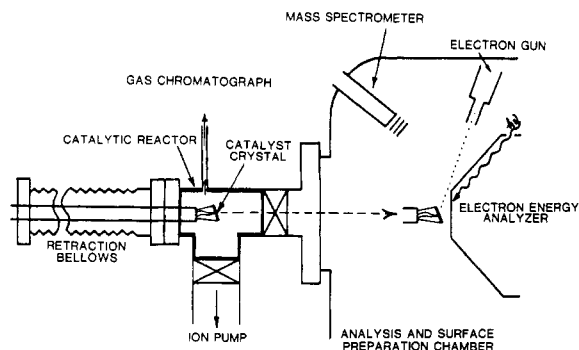 MASS SPECTROMETER
ELECTRON GUN
GAS CHROMATOGRAPH
CATALYTIC REACTOR
CATALYST
CRYSTAL
ELECTRON ENERGY
ANALYZER
RETRACTION
BELLOWS
ION PUMP
ANALYSIS AND SURFACE
PREPARATION CHAMBER